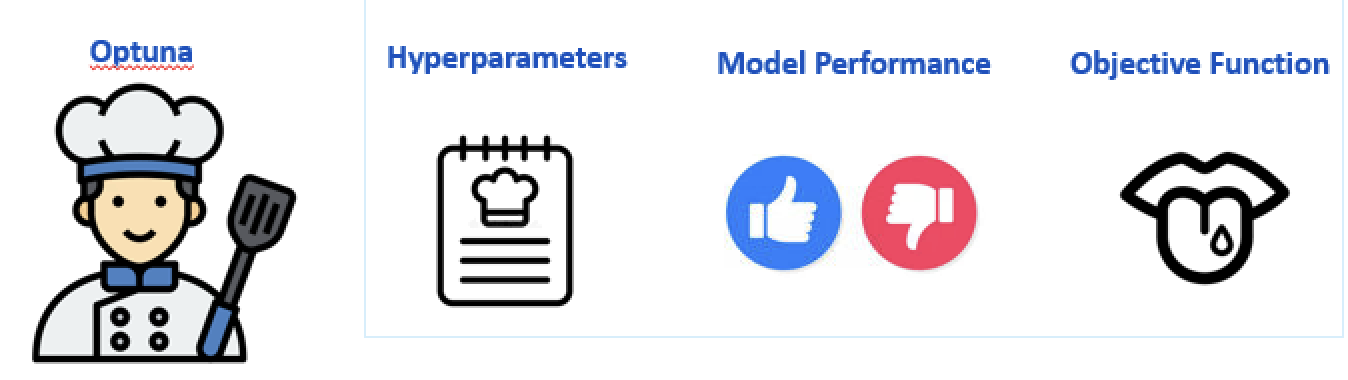 Optuna
Hyperparameters
Model Performance
Objective Function